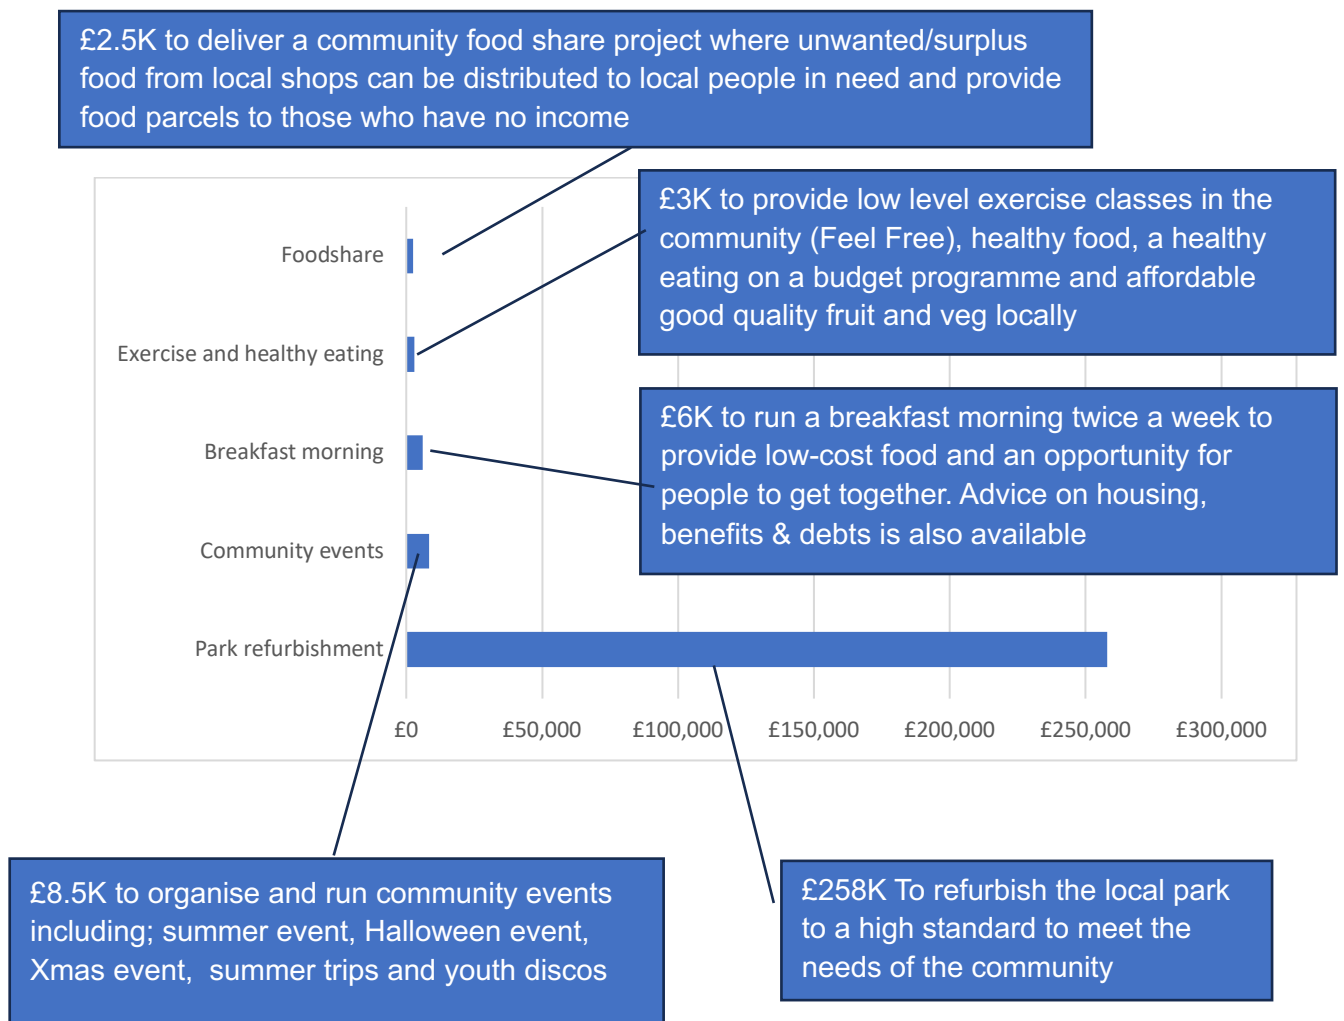 £2.5K to deliver a community food share project where unwanted/surplus
food from local shops can be distributed to local people in need and provide
food parcels to those who have no income
£3K to provide low level exercise classes in the
community (Feel Free), healthy food, a healthy
eating on a budget programme and affordable
good quality fruit and veg locally
Foodshare
Exercise and healthy eating
£6K to run a breakfast morning twice a week to
provide low-cost food and an opportunity for
people to get together. Advice on housing,
benefits & debts is also available
Breakfast morning
Community events
Park refurbishment
£0 £50,000 £100,000 £150,000 £200,000 £250,000 £300,000
£8.5K to organise and run community events
including; summer event, Halloween event,
Xmas event,  summer trips and youth discos
£258K To refurbish the local park
to a high standard to meet the
needs of the community